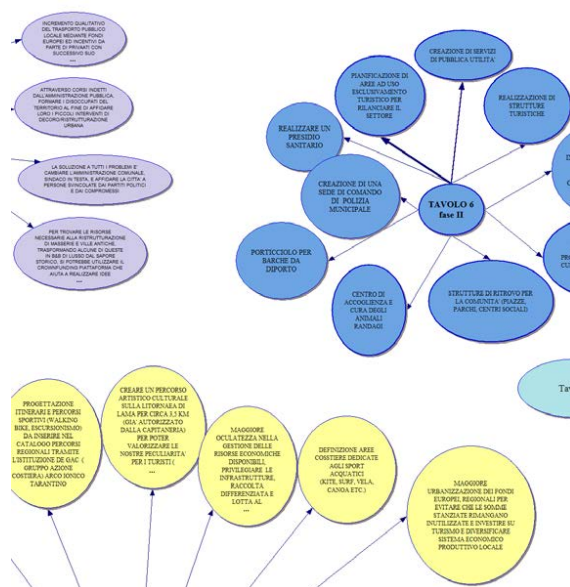 INCREMENTO QUALITATIVO
DEL TRASPORTO PUBBLICO
LOCALE MEDIANTE FONDI
EUROPEI ED INCENTIVI DA
PARTE DI PRIVATI CON
SUCCESSIVO SUO
...
ATTRAVERSO CORSI INDETTI
DALL'AMMINISTRAZIONE PUBBLICA,
FORMARE I DISOCCUPATI DEL
TERRITORIO AL FINE DI AFFIDARE
LORO I PICCOLI INTERVENTI DI
DECORO/RISTRUTTURAZIONE
URBANA
LA SOLUZIONE A TUTTI I PROBLEMI E'
CAMBIARE L'AMMINISTRAZIONE COMUNALE,
SINDACO IN TESTA, E AFFIDARE LA CITTA' A
PERSONE SVINCOLATE DAI PARTITI POLITICI
E DAI COMPROMESSI
PER TROVARE LE RISORSE
NECESSARIE ALLA RISTRUTTURAZIONE
DI MASSERIE E VILLE ANTICHE,
TRASFORMANDO ALCUNE DI QUESTE
IN B&B DI LUSSO DAL SAPORE
STORICO, SI POTREBBE UTILIZZARE IL
CROWNFUNDING PIATTAFORMA CHE
AIUTA A REALIZZARE IDEE
...
CREAZIONE DI SERVIZI
DI PUBBLICA UTILITA'
PIANIFICAZIONE DI
AREE AD USO
ESCLUSIVAMENTO
TURISTICO PER
RILANCIARE IL
SETTORE
REALIZZAZIONE DI
STRUTTURE
TURISTICHE
REALIZZARE UN
PRESIDIO
SANITARIO
CREAZIONE DI UNA
SEDE DI COMANDO
DI POLIZIA
MUNICIPALE
TAVOLO 6
fase II
PORTICCIOLO PER
BARCHE DA
DIPORTO
CENTRO DI
ACCOGLIENZA E
CURA DEGLI
ANIMALI
RANDAGI
STRUTTURE DI RITROVO PER
LA COMUNITA' (PIAZZE,
PARCHI, CENTRI SOCIALI)
D
PRO
CU
Tav
PROGETTAZIONE
ITINERARI E PERCORSI
SPORTIVI (WALKING
BIKE, ESCURSIONISMO)
DA INSERIRE NEL
CATALOGO PERCORSI
REGIONALI TRAMITE
L'ISTITUZIONE DE GAC (
GRUPPO AZIONE
COSTIERA) ARCO IONICO
TARANTINO
CREARE UN PERCORSO
ARTISTICO CULTURALE
SULLA LITORNAEA DI
LAMA PER CIRCA 3,5 KM
(GIA' AUTORIZZATO
DALLA CAPITANERIA)
PER POTER
VALORIZZARE LE
NOSTRE PECULIARITA'
PER I TURISTI (
...
MAGGIORE
OCULATEZZA NELLA
GESTIONE DELLE
RISORSE ECONOMICHE
DISPONIBILI,
PRIVILEGIARE LE
INFRASTRUTTURE,
RACCOLTA
DIFFERENZIATA E
LOTTA AL
...
DEFINIZIONE AREE
COSTIERE DEDICATE
AGLI SPORT
ACQUATICI
(KITE, SURF, VELA,
CANOA ETC.)
MAGGIORE
URBANIZZAZIONE DEI FONDI
EUROPEI, REGIONALI PER
EVITARE CHE LE SOMME
STANZIATE RIMANGANO
INUTILIZZATE E INVESTIRE SU
TURISMO E DIVERSIFICARE
SISTEMA ECONOMICO
PRODUTTIVO LOCALE